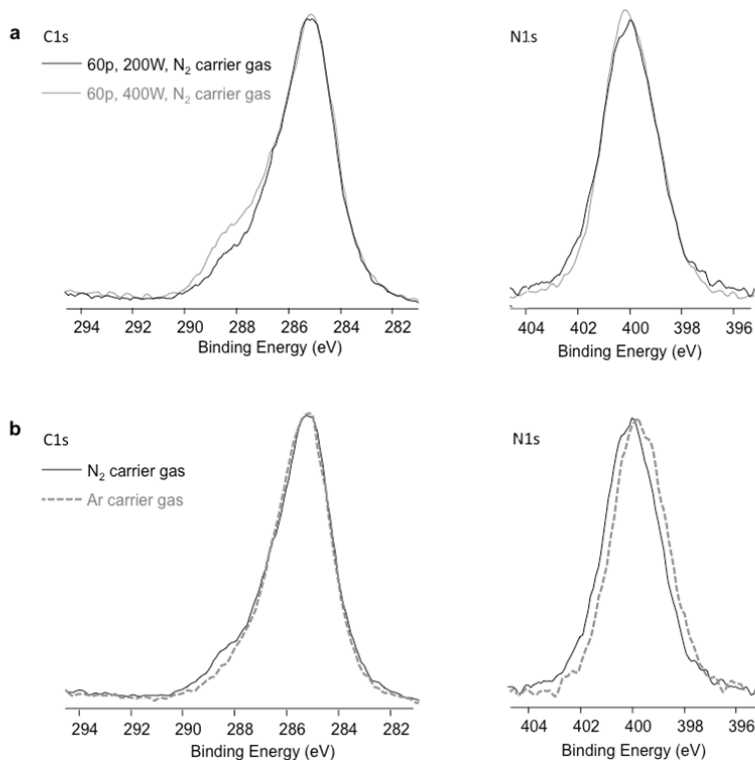 a
C1s
60p, 200W, N₂ carrier gas
60p, 400W, N₂ carrier gas
294 292 290 288 286 284 282
Binding Energy (eV)
N1s
404 402 400 398 396
Binding Energy (eV)
b
C1s
N₂ carrier gas
Ar carrier gas
294 292 290 288 286 284 282
Binding Energy (eV)
N1s
404 402 400 398 396
Binding Energy (eV)